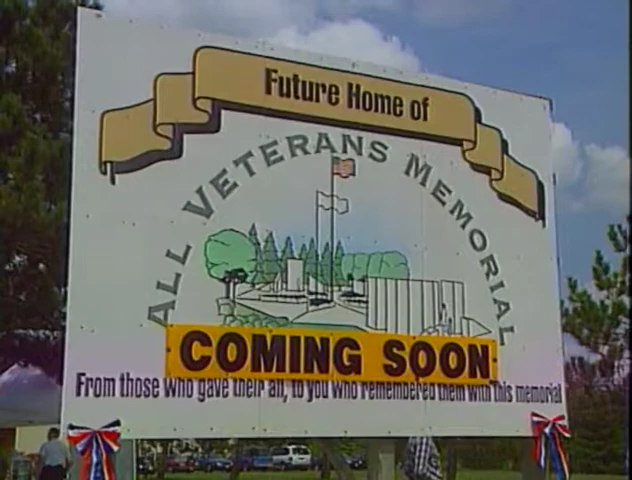 Future Home of
ALL VETERANS MEMORIAL
COMING SOON
From those who gave their all, to you who remembered them with this memorial